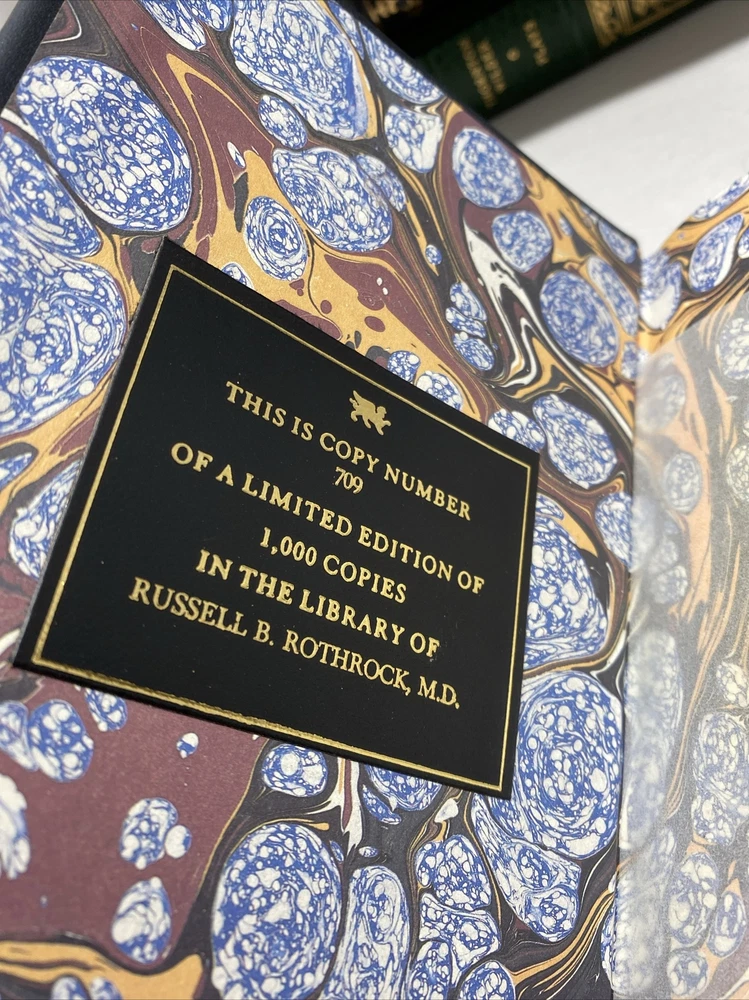 THIS IS COPY NUMBER
709
OF A LIMITED EDITION OF
1,000 COPIES
IN THE LIBRARY OF
RUSSELL B. ROTHROCK, M.D.